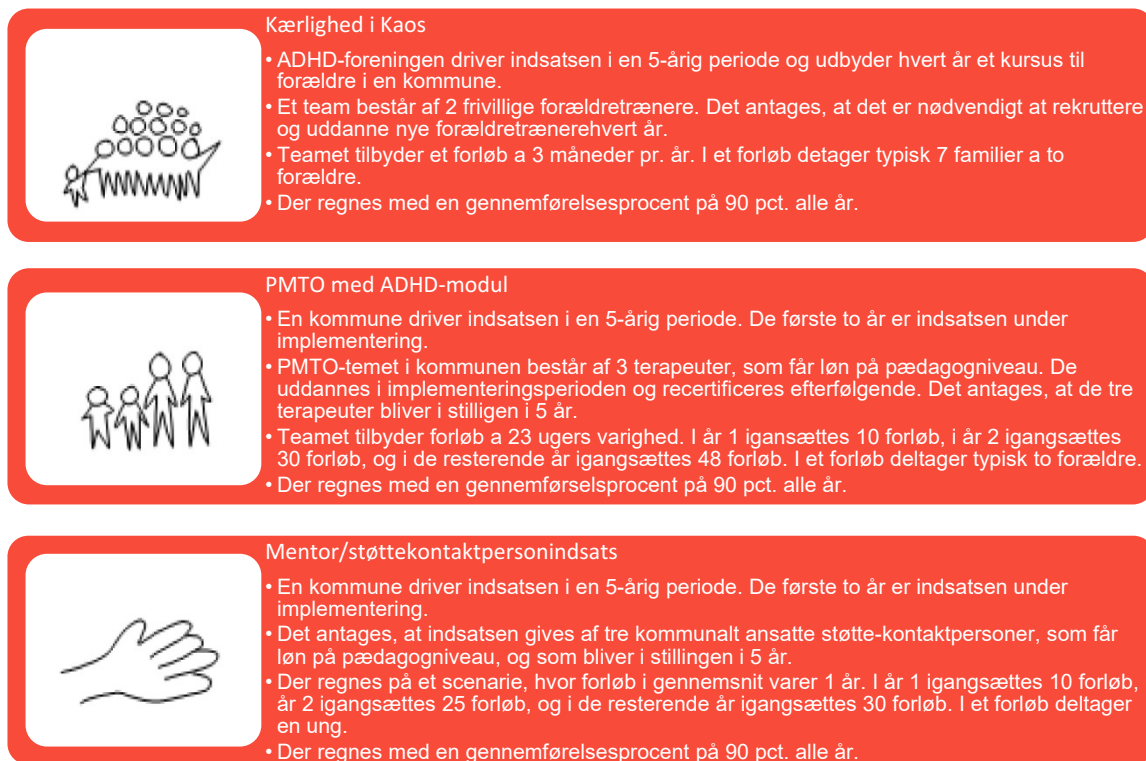 Kærlighed i Kaos
• ADHD-foreningen driver indsatsen i en 5-årig periode og udbyder hvert år et kursus til
forældre i en kommune.
• Et team består af 2 frivillige forældretrænere. Det antages, at det er nødvendigt at rekruttere
og uddanne nye forældretrænerehvert år.
• Teamet tilbyder et forløb a 3 måneder pr. år. I et forløb detager typisk 7 familier a to
forældre.
• Der regnes med en gennemførelsesprocent på 90 pct. alle år.
PMTO med ADHD-modul
• En kommune driver indsatsen i en 5-årig periode. De første to år er indsatsen under
implementering.
• PMTO-temet i kommunen består af 3 terapeuter, som får løn på pædagogniveau. De
uddannes i implementeringsperioden og recertificeres efterfølgende. Det antages, at de tre
terapeuter bliver i stilligen i 5 år.
• Teamet tilbyder forløb a 23 ugers varighed. I år 1 igansættes 10 forløb, i år 2 igangsættes
30 forløb, og i de resterende år igangsættes 48 forløb. I et forløb deltager typisk to forældre.
• Der regnes med en gennemførselsprocent på 90 pct. alle år.
Mentor/støttekontaktpersonindsats
• En kommune driver indsatsen i en 5-årig periode. De første to år er indsatsen under
implementering.
• Det antages, at indsatsen gives af tre kommunalt ansatte støtte-kontaktpersoner, som får
løn på pædagogniveau, og som bliver i stillingen i 5 år.
• Der regnes på et scenarie, hvor forløb i gennemsnit varer 1 år. I år 1 igangsættes 10 forløb,
år 2 igangsættes 25 forløb, og i de resterende år igangsættes 30 forløb. I et forløb deltager
en ung.
• Der regnes med en gennemførelsesprocent på 90 pct. alle år.